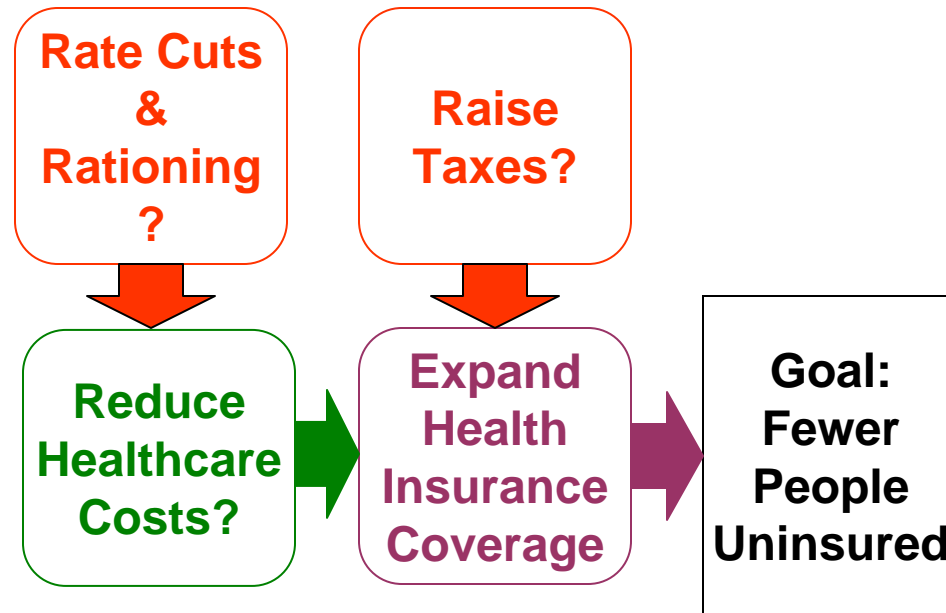 Rate Cuts
&
Rationing
?
Raise
Taxes?
Reduce
Healthcare
Costs?
Expand
Health
Insurance
Coverage
Goal:
Fewer
People
Uninsured